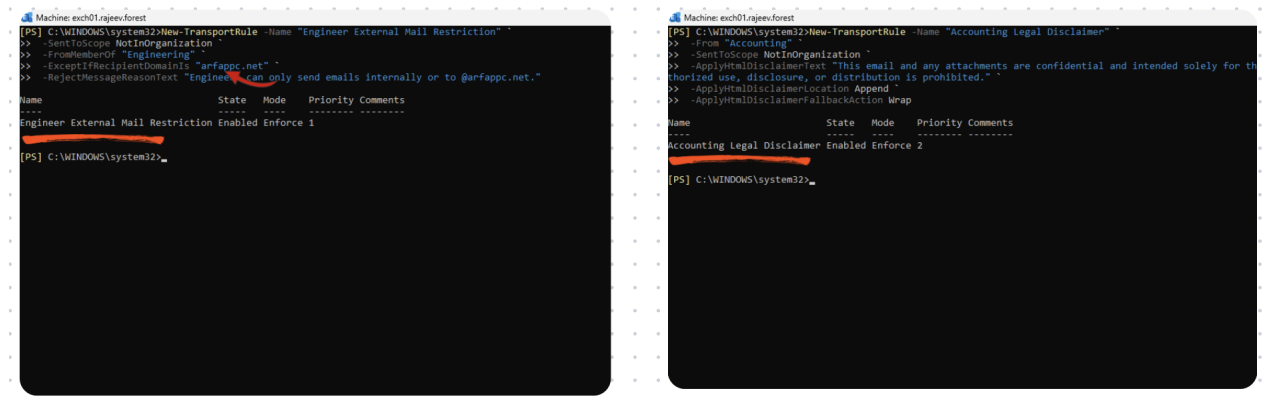 Machine: exch01.rajeev.forest
[PS] C:\WINDOWS\system32>New-TransportRule -Name "Engineer External Mail Restriction" `
>> -SentToScope NotInOrganization `
>> -FromMemberOf "Engineering" `
>> -ExceptIfRecipientDomainIs "arfappc.net" `
>> -RejectMessageReasonText "Engineers can only send emails internally or to @arfappc.net."
Name State Mode Priority Comments
---- ----- ---- -------- --------
Engineer External Mail Restriction Enabled Enforce 1
[PS] C:\WINDOWS\system32>_
Machine: exch01.rajeev.forest
[PS] C:\WINDOWS\system32>New-TransportRule -Name "Accounting Legal Disclaimer" `
>> -From "Accounting" `
>> -SentToScope NotInOrganization `
>> -ApplyHtmlDisclaimerText "This email and any attachments are confidential and intended solely for th
thorized use, disclosure, or distribution is prohibited." `
>> -ApplyHtmlDisclaimerLocation Append `
>> -ApplyHtmlDisclaimerFallbackAction Wrap
Name State Mode Priority Comments
---- ----- ---- -------- --------
Accounting Legal Disclaimer Enabled Enforce 2
[PS] C:\WINDOWS\system32>_